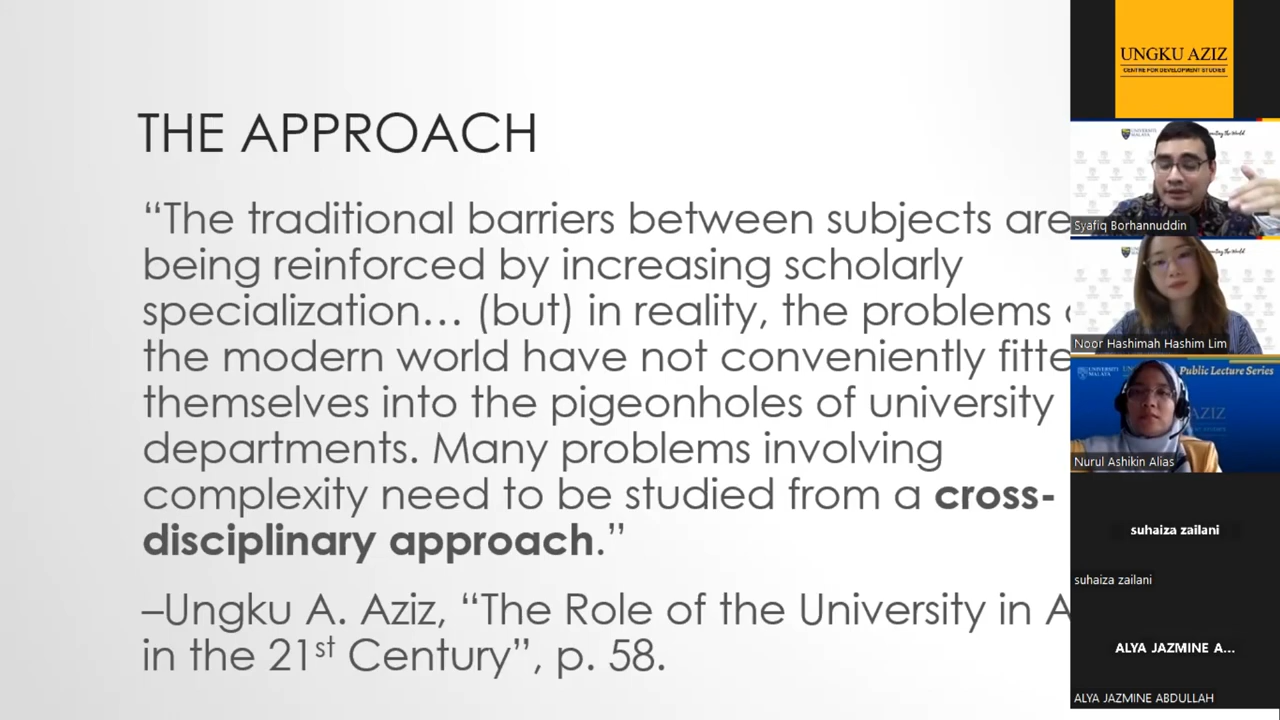 THE APPROACH
“The traditional barriers between subjects are
being reinforced by increasing scholarly
specialization… (but) in reality, the problems
the modern world have not conveniently fitte
themselves into the pigeonholes of university
departments. Many problems involving
complexity need to be studied from a cross-
disciplinary approach.”
–Ungku A. Aziz, “The Role of the University in A
in the 21st Century”, p. 58.
UNGKU AZIZ
CENTRE FOR DEVELOPMENT STUDIES
Syafiq Borhannuddin
Noor Hashimah Hashim Lim
UNIVERSITI
MALAYA
Public Lecture Series
AZIZ
Nurul Ashikin Alias
suhaiza zailani
suhaiza zailani
ALYA JAZMINE A...
ALYA JAZMINE ABDULLAH